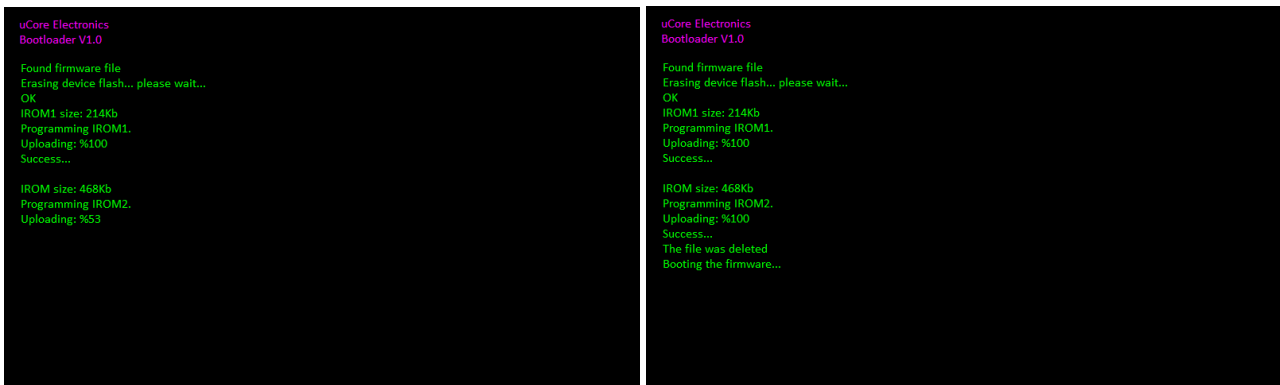 uCore Electronics
Bootloader V1.0
Found firmware file
Erasing device flash... please wait...
OK
IROM1 size: 214Kb
Programming IROM1.
Uploading: %100
Success...
IROM size: 468Kb
Programming IROM2.
Uploading: %53
uCore Electronics
Bootloader V1.0
Found firmware file
Erasing device flash... please wait...
OK
IROM1 size: 214Kb
Programming IROM1.
Uploading: %100
Success...
IROM size: 468Kb
Programming IROM2.
Uploading: %100
Success...
The file was deleted
Booting the firmware...